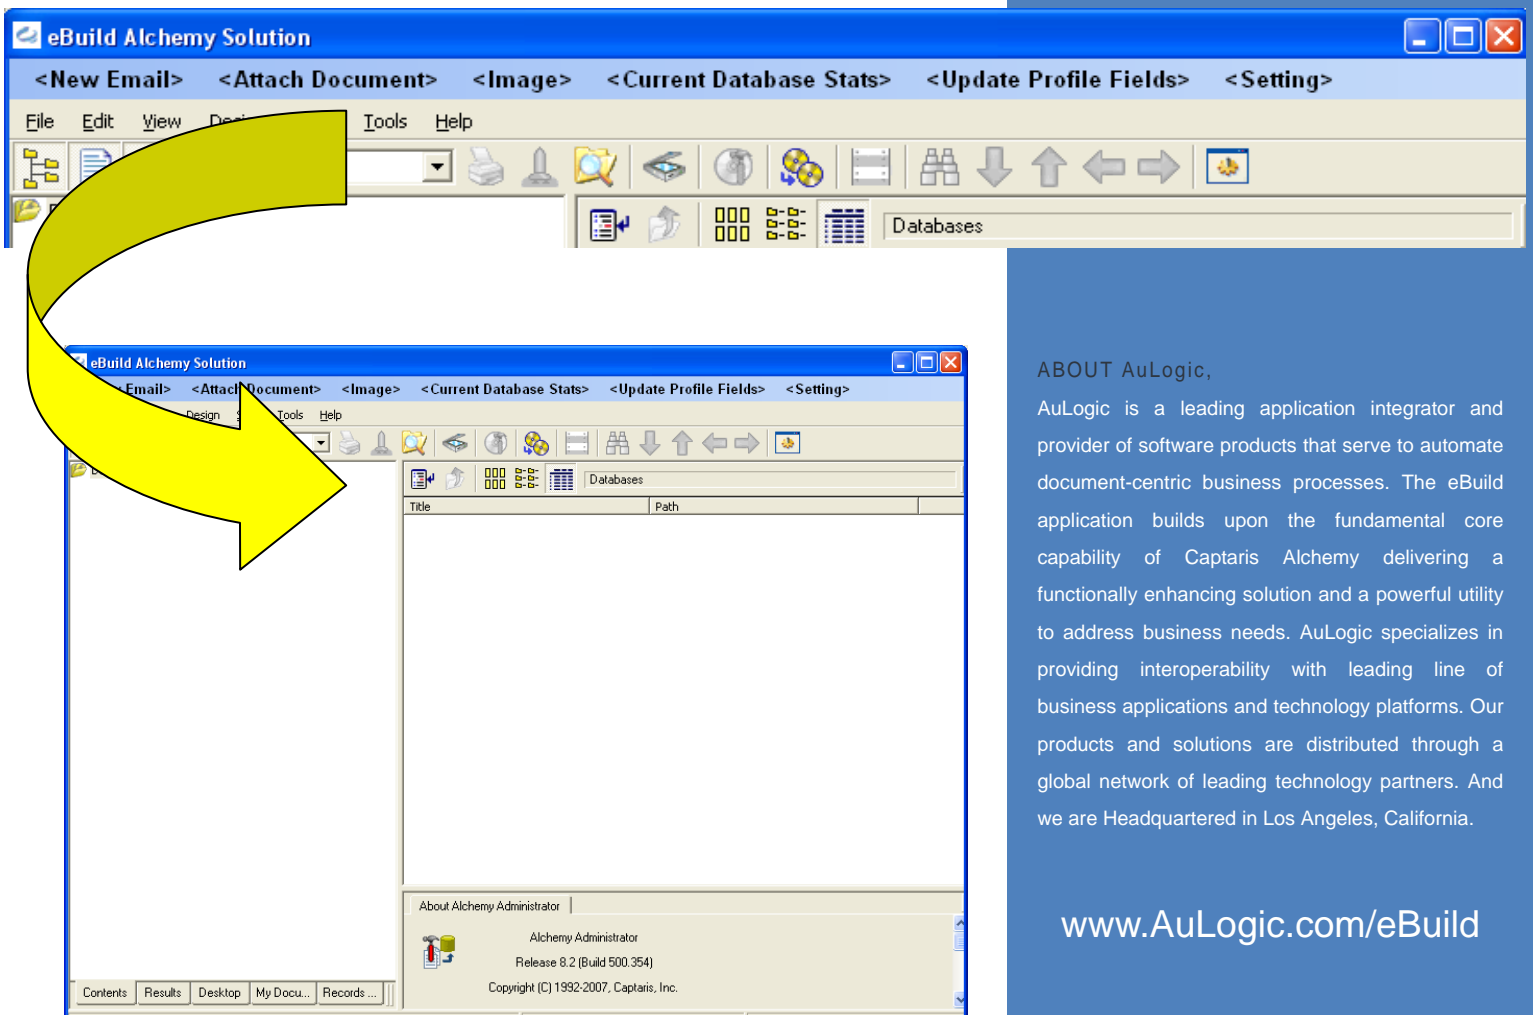 eBuild Alchemy Solution
<New Email> <Attach Document> <Image> <Current Database Stats> <Update Profile Fields> <Setting>
File Edit View Tools Help
Databases
eBuild Alchemy Solution
Email> <Attach Document> <Image> <Current Database Stats> <Update Profile Fields> <Setting>
Design Tools Help
Databases
Title Path
About Alchemy Administrator
Alchemy Administrator
Release 8.2 (Build 500.354)
Copyright (C) 1992-2007, Captaris, Inc.
Contents Results Desktop My Docu... Records ...
ABOUT AuLogic,
AuLogic is a leading application integrator and
provider of software products that serve to automate
document-centric business processes. The eBuild
application builds upon the fundamental core
capability of Captaris Alchemy delivering a
functionally enhancing solution and a powerful utility
to address business needs. AuLogic specializes in
providing interoperability with leading line of
business applications and technology platforms. Our
products and solutions are distributed through a
global network of leading technology partners. And
we are Headquartered in Los Angeles, California.
www.AuLogic.com/eBuild